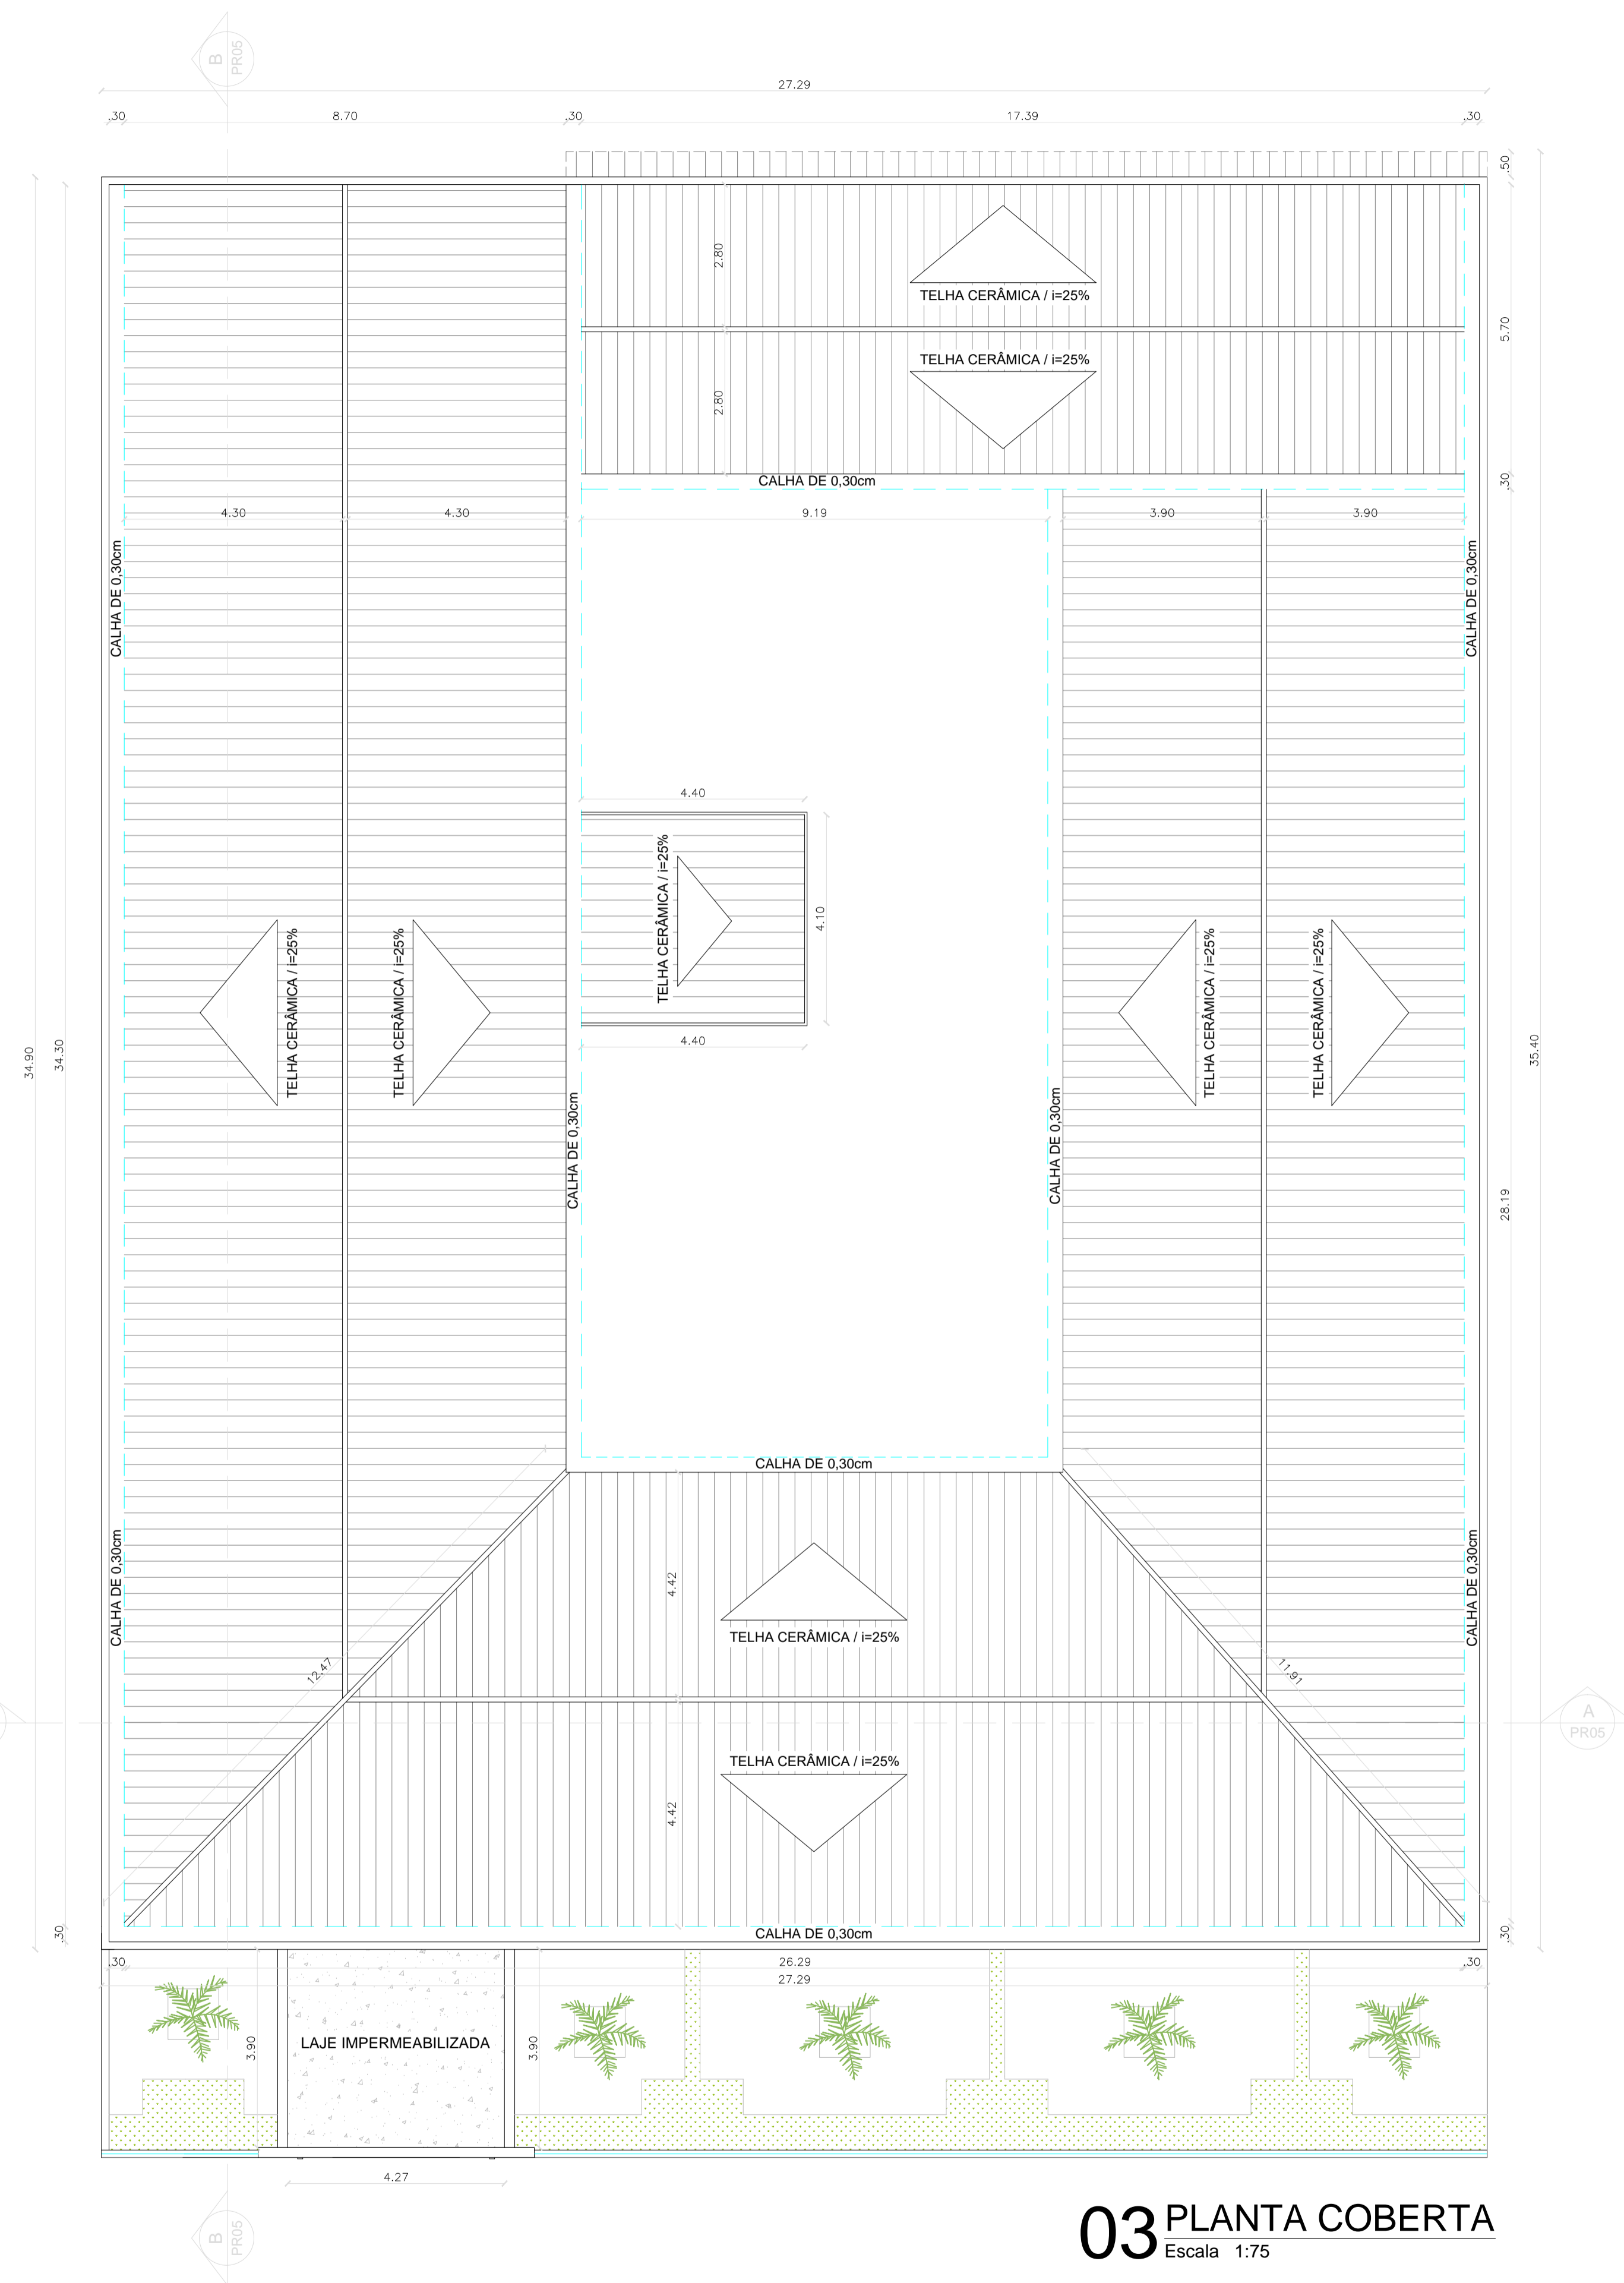 B
PR05
27.29
.30
8.70
.30
17.39
.30
.50
2.80
TELHA CERÂMICA / i=25%
5.70
TELHA CERÂMICA / i=25%
2.80
CALHA DE 0,30cm
.30
4.30
4.30
9.19
3.90
3.90
CALHA DE 0,30cm
CALHA DE 0,30cm
4.40
TELHA CERÂMICA / i=25%
4.10
TELHA CERÂMICA / i=25%
TELHA CERÂMICA / i=25%
TELHA CERÂMICA / i=25%
TELHA CERÂMICA / i=25%
4.40
34.90
34.30
35.40
CALHA DE 0,30cm
CALHA DE 0,30cm
28.19
CALHA DE 0,30cm
CALHA DE 0,30cm
CALHA DE 0,30cm
4.42
TELHA CERÂMICA / i=25%
12.47
11.91
A
PR05
TELHA CERÂMICA / i=25%
4.42
.30
CALHA DE 0,30cm
.30
.30
26.29
.30
27.29
3.90
LAJE IMPERMEABILIZADA
3.90
4.27
B
PR05
03 PLANTA COBERTA
Escala 1:75